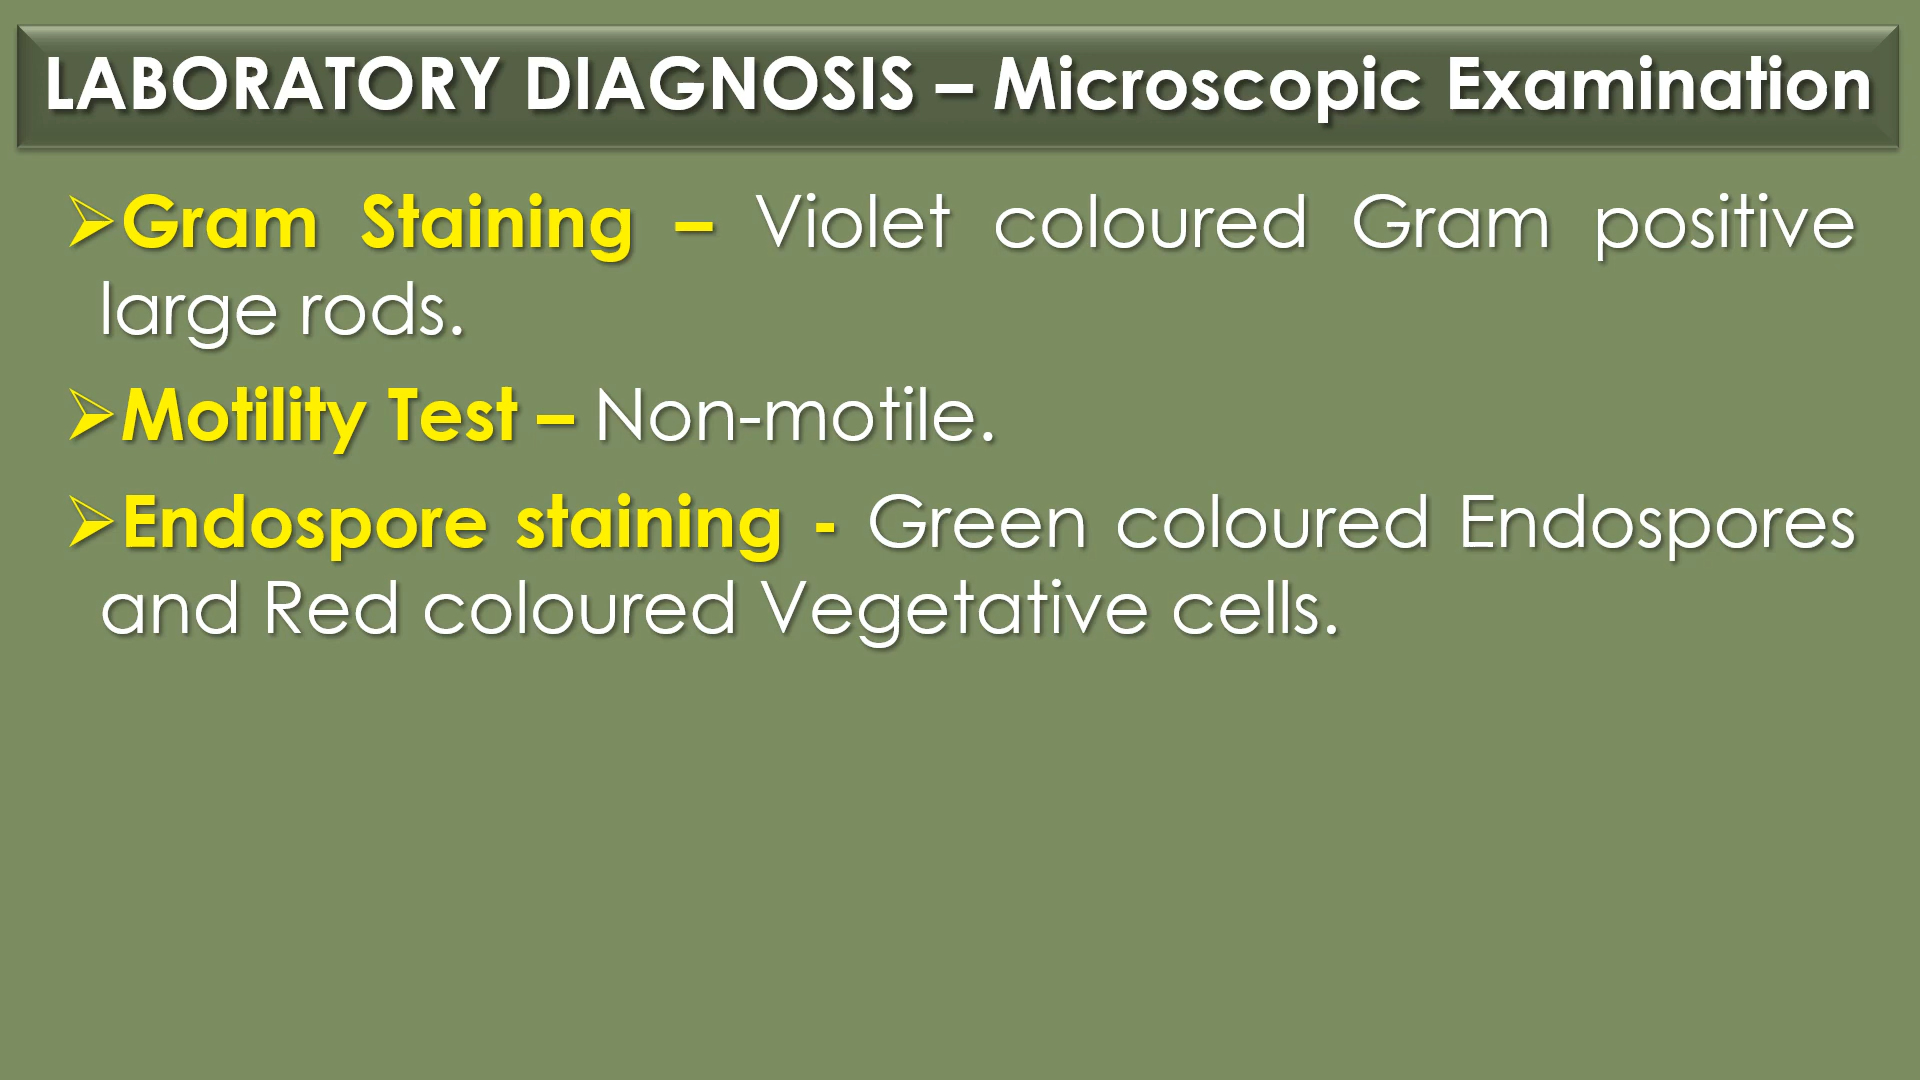 LABORATORY DIAGNOSIS – Microscopic Examination
➢Gram Staining – Violet coloured Gram positive
large rods.
➢Motility Test – Non-motile.
➢Endospore staining - Green coloured Endospores
and Red coloured Vegetative cells.